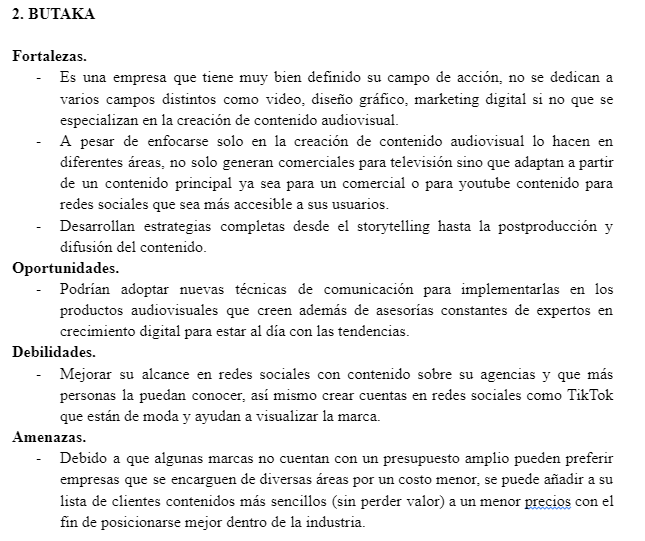 2. BUTAKA
Fortalezas.
- Es una empresa que tiene muy bien definido su campo de acción, no se dedican a
varios campos distintos como video, diseño gráfico, marketing digital si no que se
especializan en la creación de contenido audiovisual.
- A pesar de enfocarse solo en la creación de contenido audiovisual lo hacen en
diferentes áreas, no solo generan comerciales para televisión sino que adaptan a partir
de un contenido principal ya sea para un comercial o para youtube contenido para
redes sociales que sea más accesible a sus usuarios.
- Desarrollan estrategias completas desde el storytelling hasta la postproducción y
difusión del contenido.
Oportunidades.
- Podrían adoptar nuevas técnicas de comunicación para implementarlas en los
productos audiovisuales que creen además de asesorías constantes de expertos en
crecimiento digital para estar al día con las tendencias.
Debilidades.
- Mejorar su alcance en redes sociales con contenido sobre su agencias y que más
personas la puedan conocer, así mismo crear cuentas en redes sociales como TikTok
que están de moda y ayudan a visualizar la marca.
Amenazas.
- Debido a que algunas marcas no cuentan con un presupuesto amplio pueden preferir
empresas que se encarguen de diversas áreas por un costo menor, se puede añadir a su
lista de clientes contenidos más sencillos (sin perder valor) a un menor precios con el
fin de posicionarse mejor dentro de la industria.